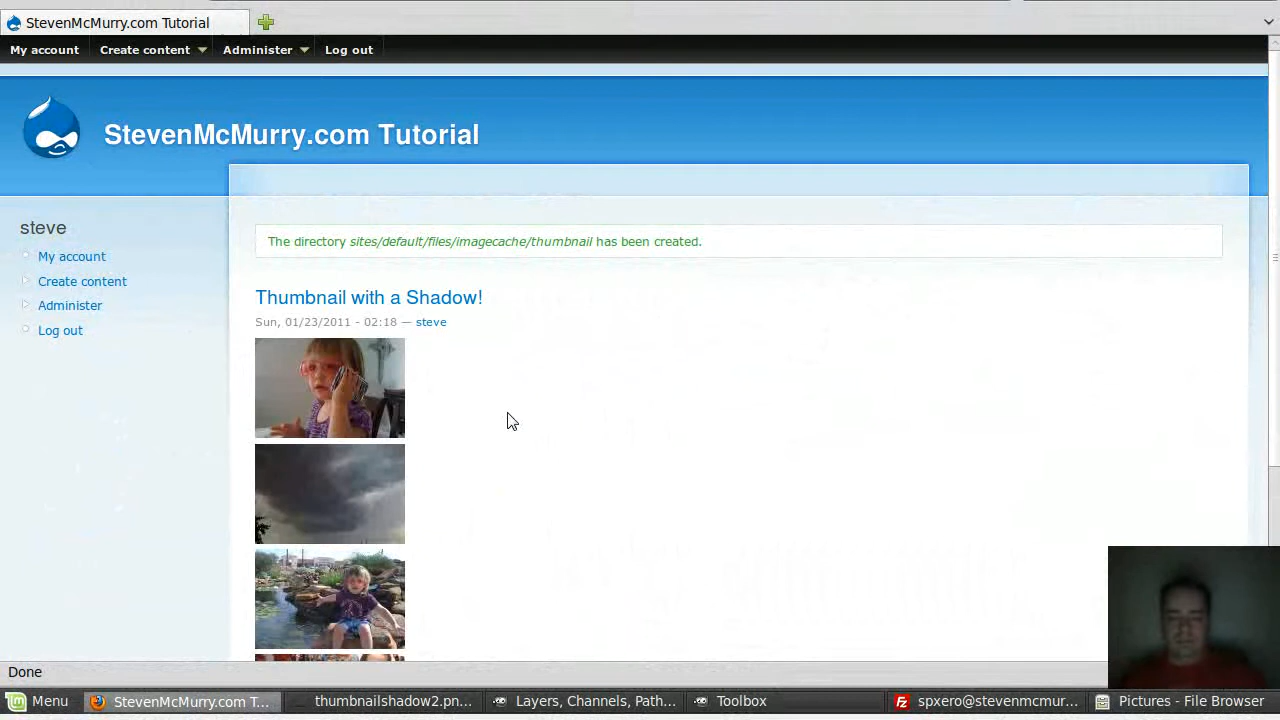 StevenMcMurry.com Tutorial
My account Create content Administer Log out
StevenMcMurry.com Tutorial
steve
My account
Create content
Administer
Log out
The directory sites/default/files/imagecache/thumbnail has been created.
Thumbnail with a Shadow!
Sun, 01/23/2011 - 02:18 — steve
Done
Menu StevenMcMurry.com T... thumbnailshadow2.pn... Layers, Channels, Path... Toolbox spxero@stevenmcmur... Pictures - File Browser